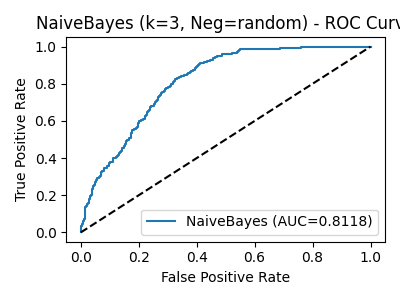 NaiveBayes (k=3, Neg=random) - ROC Curv
True Positive Rate
1.0
0.8
0.6
0.4
0.2
0.0
NaiveBayes (AUC=0.8118)
0.0 0.2 0.4 0.6 0.8 1.0
False Positive Rate